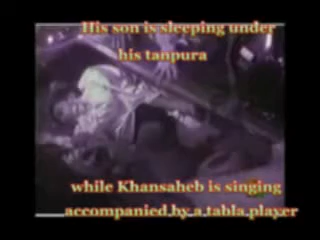 His son is sleeping under
his tanpura
while Khansaheb is singing
accompanied by a tabla player